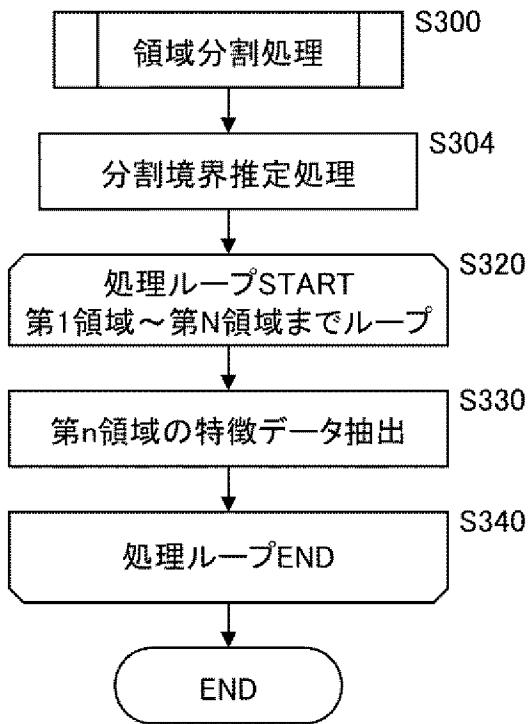 領域分割処理
S300
分割境界推定処理
S304
処理ループSTART
第1領域～第N領域までループ
S320
第n領域の特徴データ抽出
S330
処理ループEND
S340
END